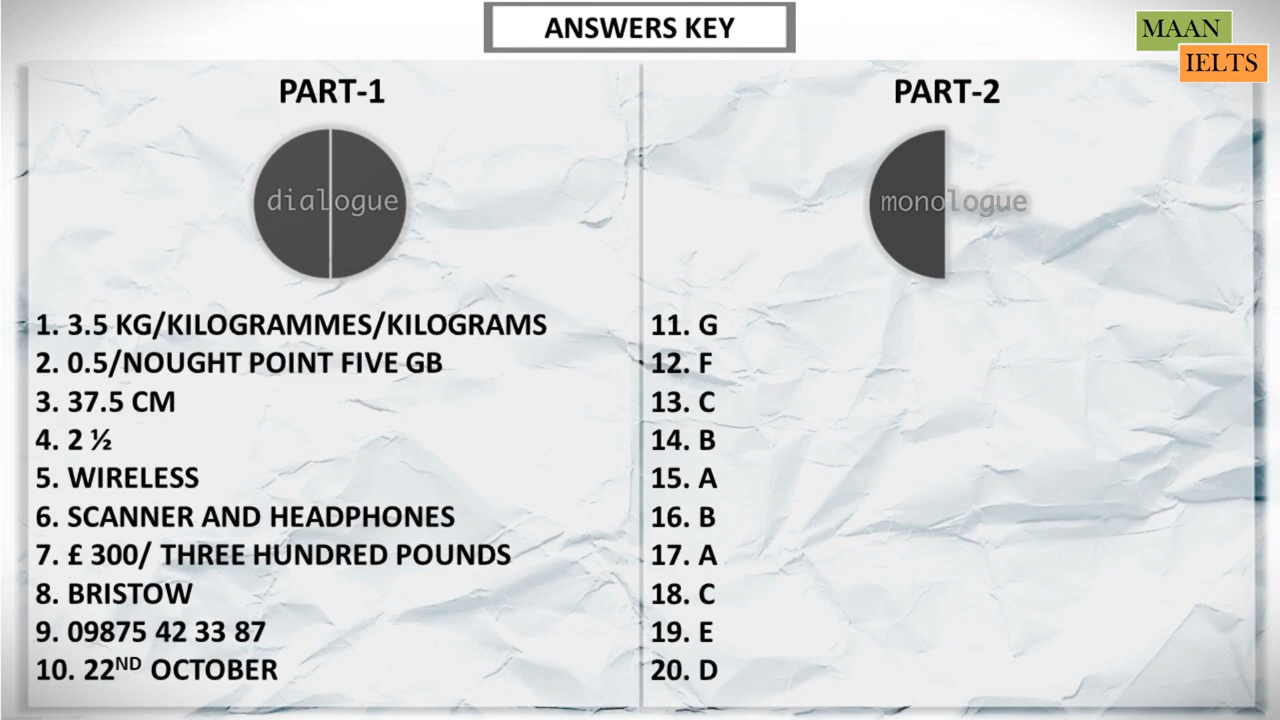 ANSWERS KEY
MAAN
IELTS
PART-1
dialogue
1. 3.5 KG/KILOGRAMMES/KILOGRAMS
2. 0.5/NOUGHT POINT FIVE GB
3. 37.5 CM
4. 2 ½
5. WIRELESS
6. SCANNER AND HEADPHONES
7. £ 300/ THREE HUNDRED POUNDS
8. BRISTOW
9. 09875 42 33 87
10. 22ND OCTOBER
PART-2
monologue
11. G
12. F
13. C
14. B
15. A
16. B
17. A
18. C
19. E
20. D